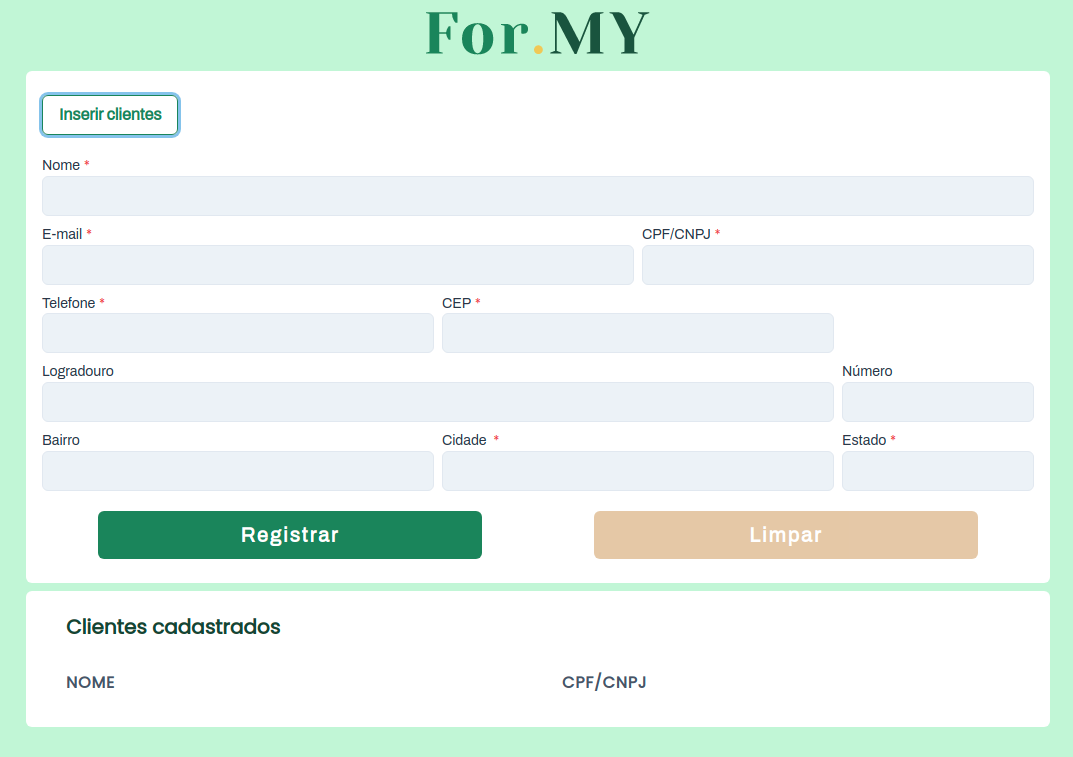 For.MY
Inserir clientes
Nome *
E-mail * CPF/CNPJ *
Telefone * CEP *
Logradouro Número
Bairro Cidade * Estado *
Registrar Limpar
Clientes cadastrados
NOME CPF/CNPJ